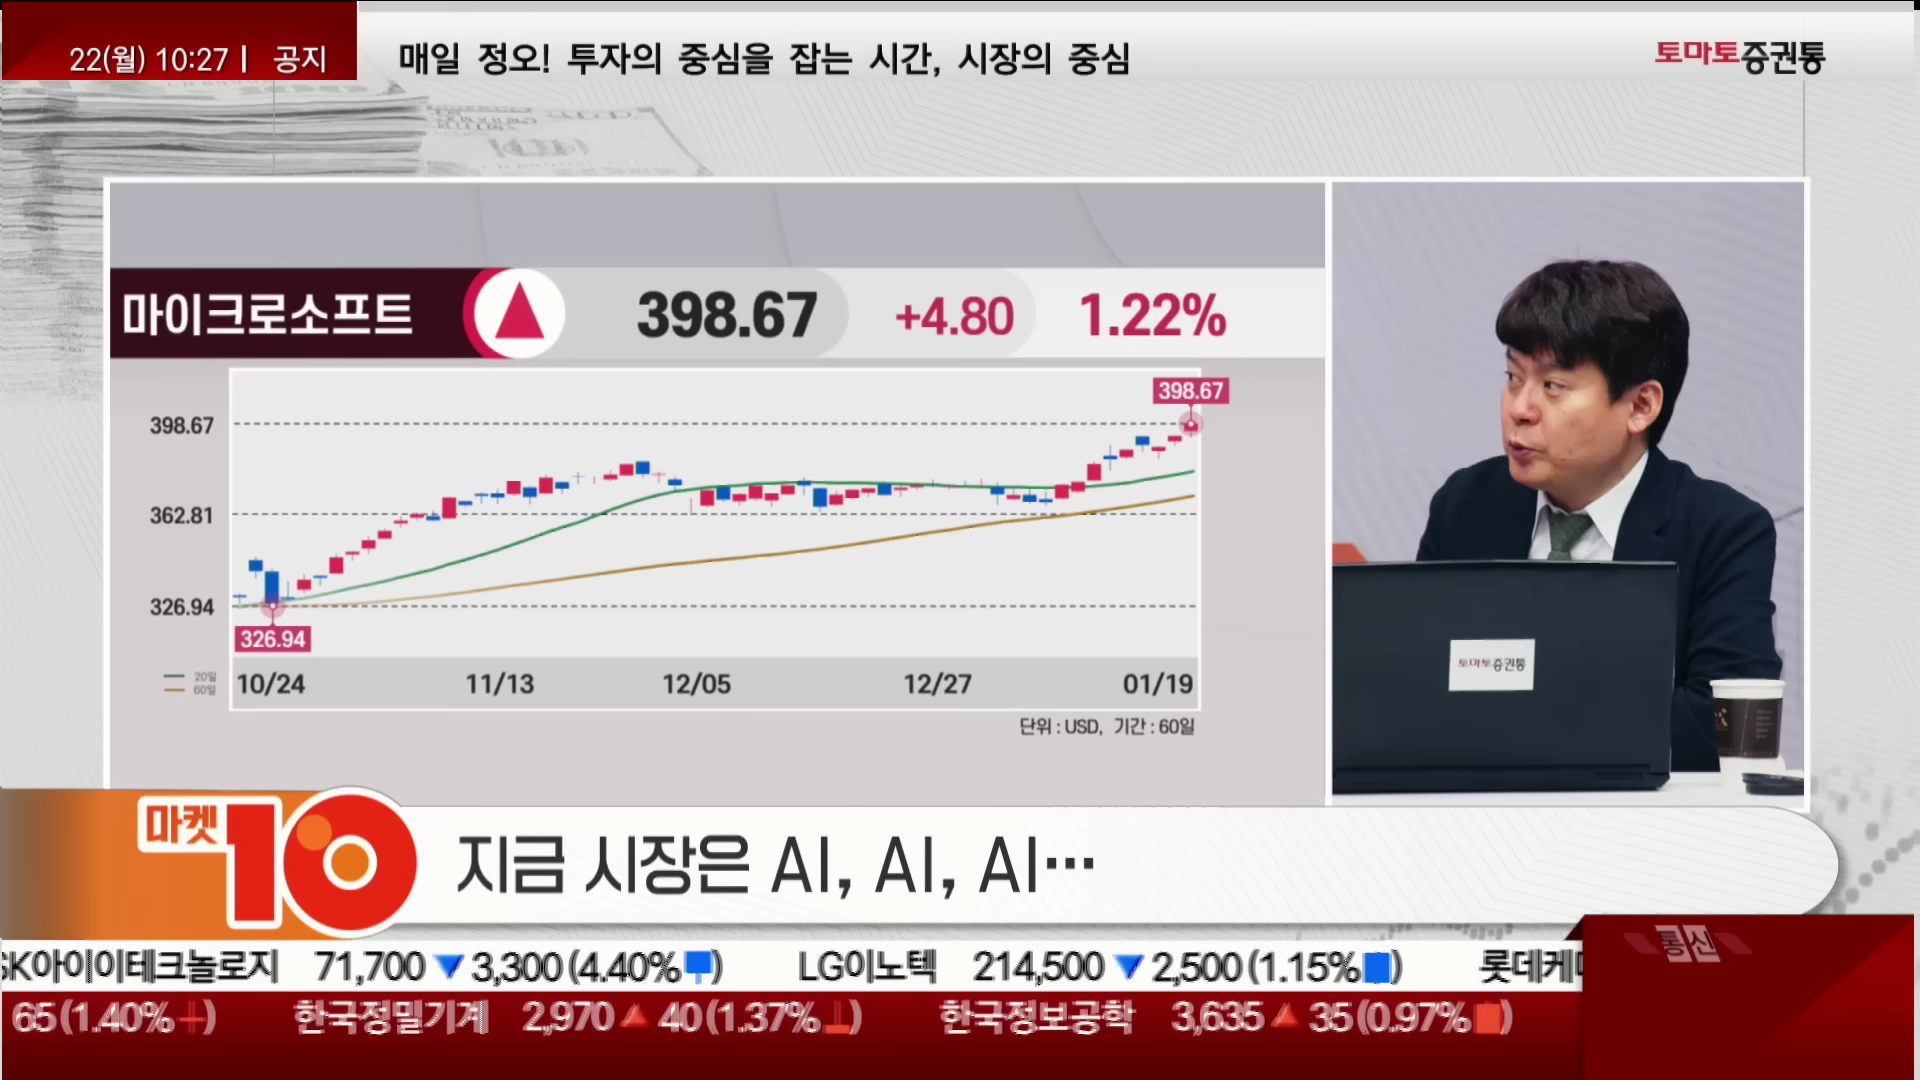 22(월) 10:27 | 공지
매일 정오! 투자의 중심을 잡는 시간, 시장의 중심
토마토증권통
마이크로소프트 ▲ 398.67 +4.80 1.22%
398.67
398.67
362.81
326.94
326.94
20일
60일
10/24 11/13 12/05 12/27 01/19
단위 : USD, 기간 : 60일
토마토증권통
마켓10
지금 시장은 AI, AI, AI…
SK아이이테크놀로지 71,700 ▼ 3,300 (4.40%) LG이노텍 214,500 ▼ 2,500 (1.15%) 롯데케
통신
65 (1.40%) 한국정밀기계 2,970 ▲ 40 (1.37%) 한국정보공학 3,635 ▲ 35 (0.97%)